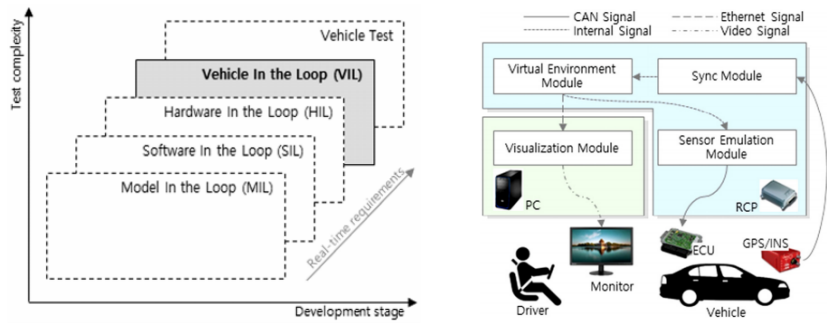 Test complexity
Vehicle Test
Vehicle In the Loop (VIL)
Hardware In the Loop (HIL)
Software In the Loop (SIL)
Model In the Loop (MIL)
Real-time requirements
Development stage
CAN Signal
Ethernet Signal
Internal Signal
Video Signal
Virtual Environment
Module
Sync Module
Visualization Module
Sensor Emulation
Module
PC
RCP
ECU
GPS/INS
Driver
Monitor
Vehicle